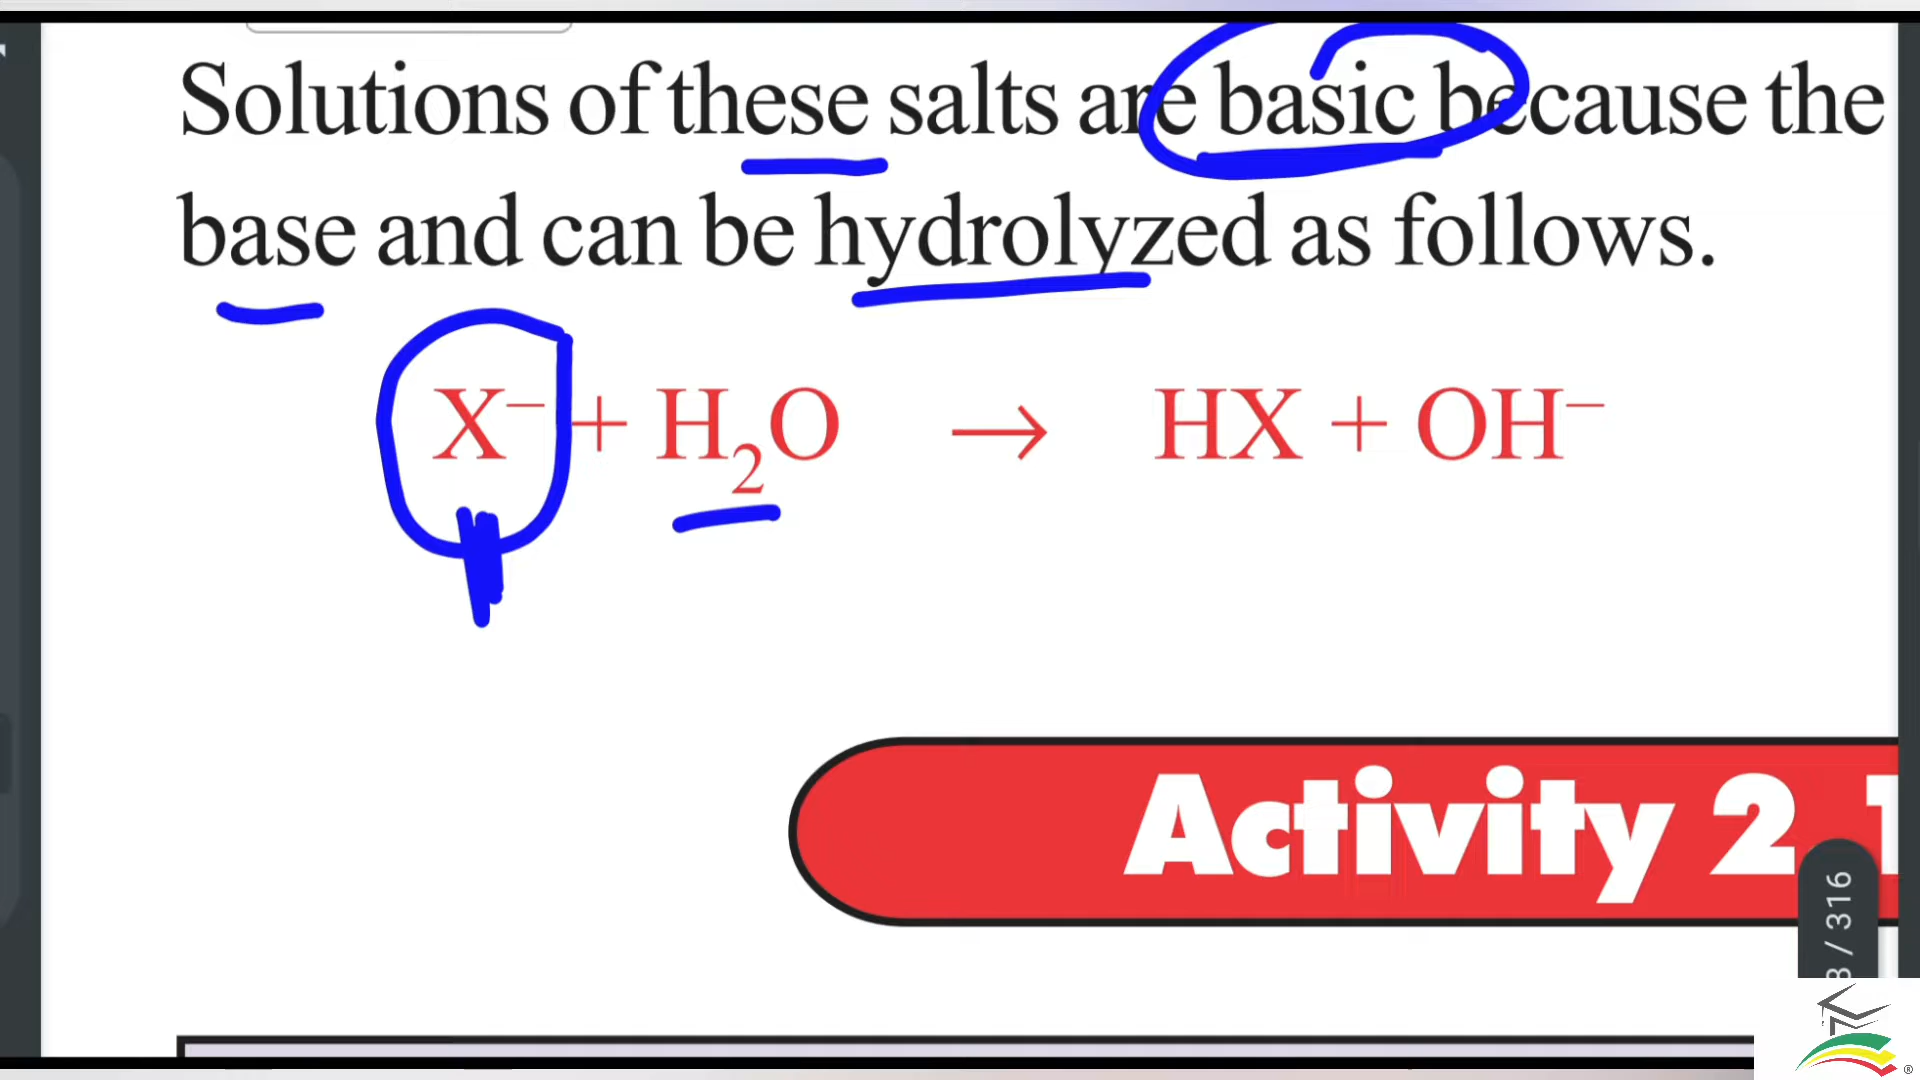 Solutions of these salts are basic because the
base and can be hydrolyzed as follows.
X⁻ + H₂O → HX + OH⁻
Activity 2.1
3 / 316
®